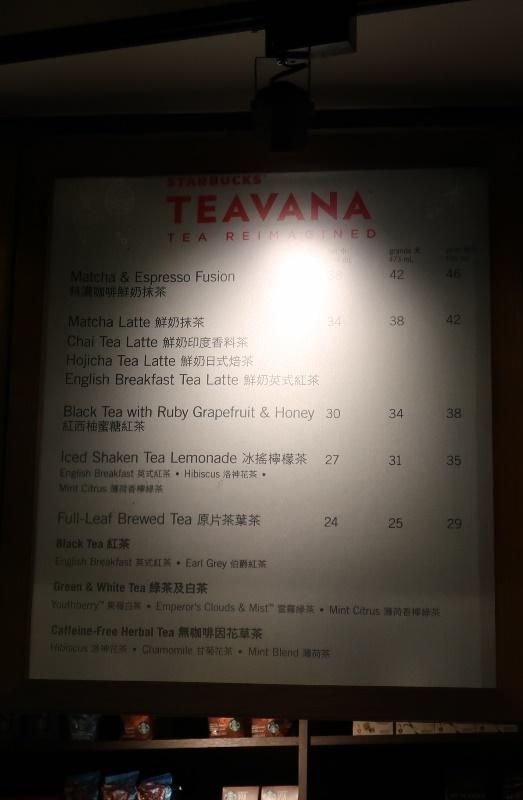 STARBUCKS®
TEAVANA
TEA REIMAGINED
grande 大
473 mL
Matcha & Espresso Fusion 38 42 46
特濃咖啡鮮奶抹茶
Matcha Latte 鮮奶抹茶 34 38 42
Chai Tea Latte 鮮奶印度香料茶
Hojicha Tea Latte 鮮奶日式焙茶
English Breakfast Tea Latte 鮮奶英式紅茶
Black Tea with Ruby Grapefruit & Honey 30 34 38
紅西柚蜜糖紅茶
Iced Shaken Tea Lemonade 冰搖檸檬茶 27 31 35
English Breakfast 英式紅茶 • Hibiscus 洛神花茶 •
Mint Citrus 薄荷香檸綠茶
Full-Leaf Brewed Tea 原片茶葉茶 24 25 29
Black Tea 紅茶
English Breakfast 英式紅茶 • Earl Grey 伯爵紅茶
Green & White Tea 綠茶及白茶
Youthberry™ 果莓白茶 • Emperor's Clouds & Mist™ 雲霧綠茶 • Mint Citrus 薄荷香檸綠茶
Caffeine-Free Herbal Tea 無咖啡因花草茶
Hibiscus 洛神花茶 • Chamomile 甘菊花茶 • Mint Blend 薄荷茶